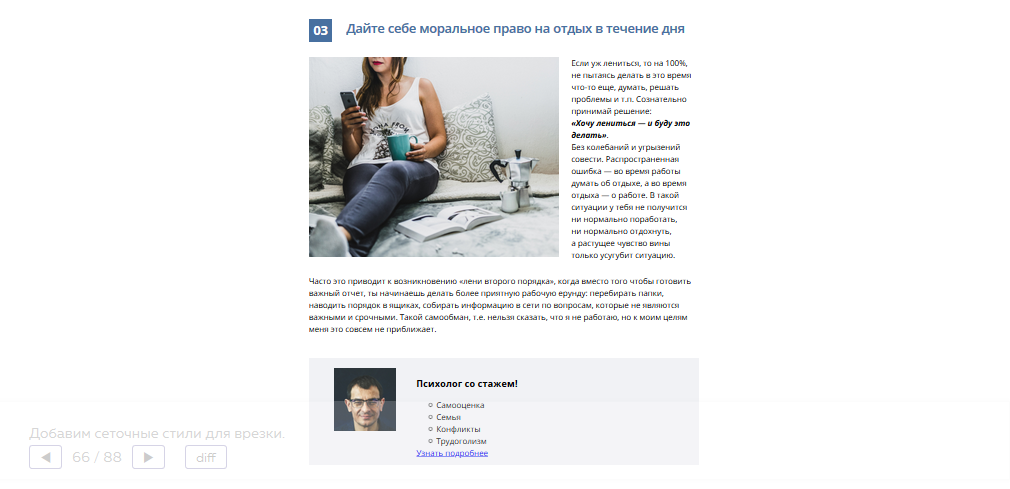 03 Дайте себе моральное право на отдых в течение дня
Если уж лениться, то на 100%,
не пытаясь делать в это время
что-то еще, думать, решать
проблемы и т.п. Сознательно
принимай решение:
«Хочу лениться — и буду это
делать».
Без колебаний и угрызений
совести. Распространенная
ошибка — во время работы
думать об отдыхе, а во время
отдыха — о работе. В такой
ситуации у тебя не получится
ни нормально поработать,
ни нормально отдохнуть,
а растущее чувство вины
только усугубит ситуацию.
Часто это приводит к возникновению «лени второго порядка», когда вместо того чтобы готовить
важный отчет, ты начинаешь делать более приятную рабочую ерунду: перебирать папки,
наводить порядок в ящиках, собирать информацию в сети по вопросам, которые не являются
важными и срочными. Такой самообман, т.е. нельзя сказать, что я не работаю, но к моим целям
меня это совсем не приближает.
Психолог со стажем!
Самооценка
Семья
Конфликты
Трудоголизм
Узнать подробнее
Добавим сеточные стили для врезки.
66 / 88 diff